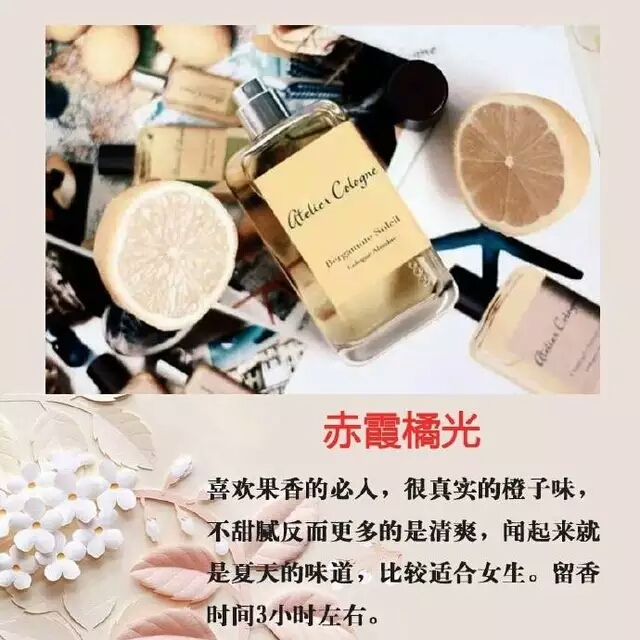 Atelier Cologne
Bergamote Soleil
Cologne Absolue
Atelier Cologne
赤霞橘光
喜欢果香的必入，很真实的橙子味，
不甜腻反而更多的是清爽，闻起来就
是夏天的味道，比较适合女生。留香
时间3小时左右。